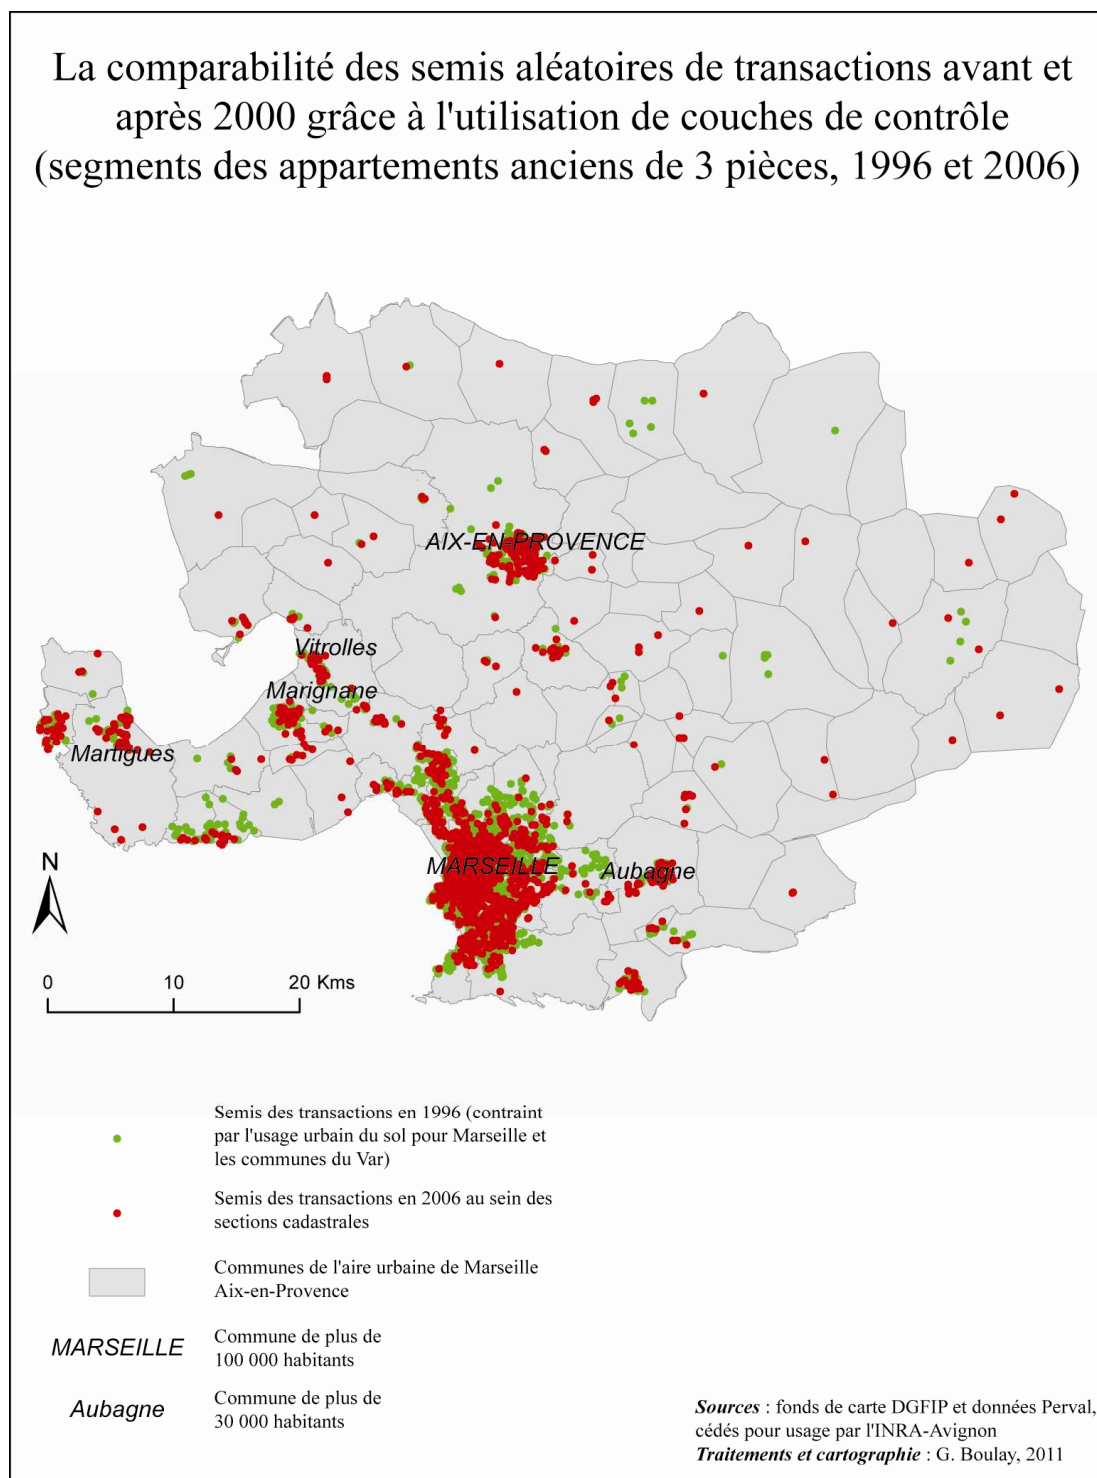 La comparabilité des semis aléatoires de transactions avant et
après 2000 grâce à l'utilisation de couches de contrôle
(segments des appartements anciens de 3 pièces, 1996 et 2006)
AIX-EN-PROVENCE
Vitrolles
Marignane
Martigues
MARSEILLE
Aubagne
N
0 10 20 Kms
Semis des transactions en 1996 (contraint
par l'usage urbain du sol pour Marseille et
les communes du Var)
Semis des transactions en 2006 au sein des
sections cadastrales
Communes de l'aire urbaine de Marseille
Aix-en-Provence
MARSEILLE
Commune de plus de
100 000 habitants
Aubagne
Commune de plus de
30 000 habitants
Sources : fonds de carte DGFIP et données Perval,
cédés pour usage par l'INRA-Avignon
Traitements et cartographie : G. Boulay, 2011